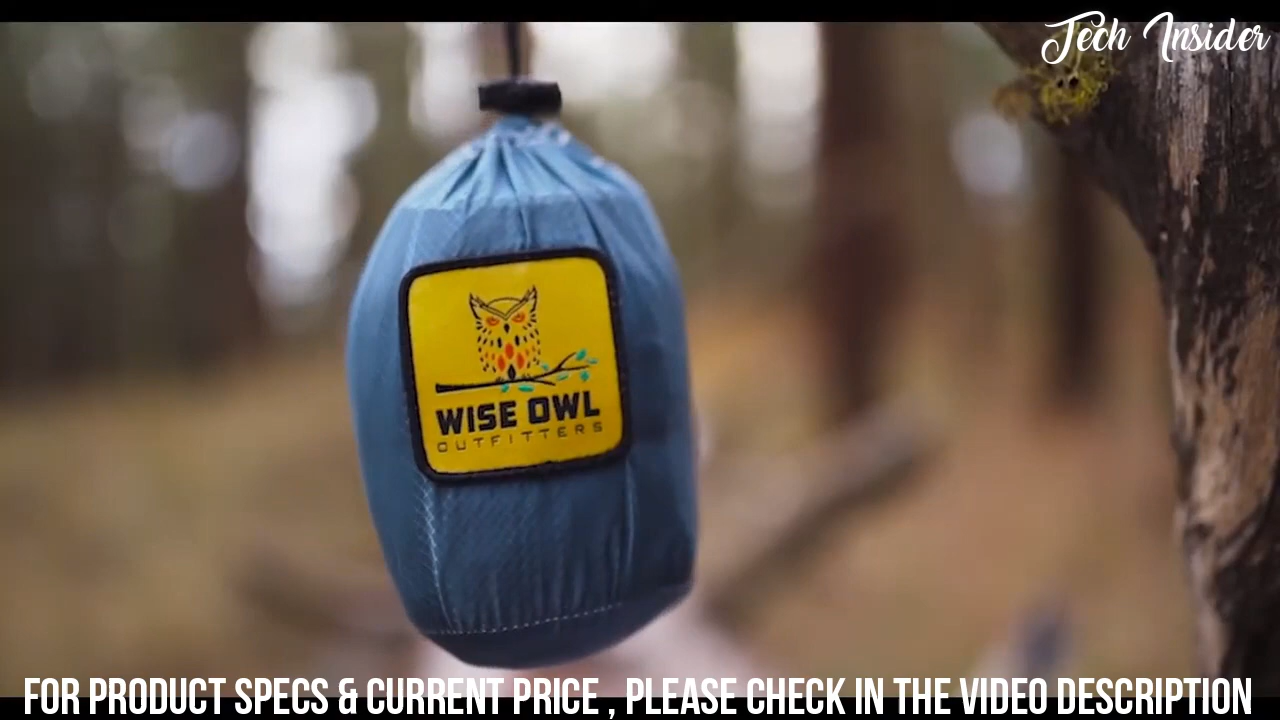 Tech Insider
WISE OWL
OUTFITTERS
FOR PRODUCT SPECS & CURRENT PRICE , PLEASE CHECK IN THE VIDEO DESCRIPTION